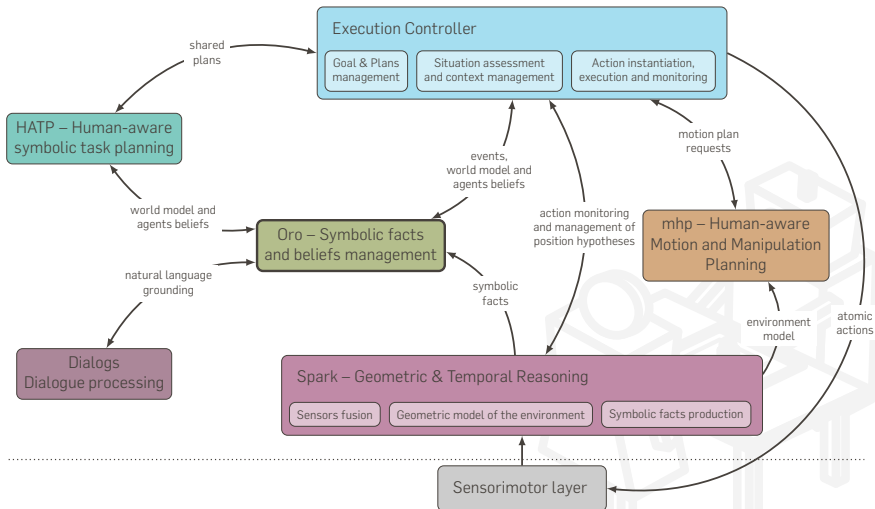 Execution Controller
Goal & Plans
management
Situation assessment
and context management
Action instantiation,
execution and monitoring
shared
plans
HATP – Human-aware
symbolic task planning
motion plan
requests
events,
world model and
agents beliefs
world model and
agents beliefs
action monitoring
and management of
position hypotheses
Oro – Symbolic facts
and beliefs management
mhp – Human-aware
Motion and Manipulation
Planning
natural language
grounding
symbolic
facts
environment
model
atomic
actions
Dialogs
Dialogue processing
Spark – Geometric & Temporal Reasoning
Sensors fusion
Geometric model of the environment
Symbolic facts production
Sensorimotor layer